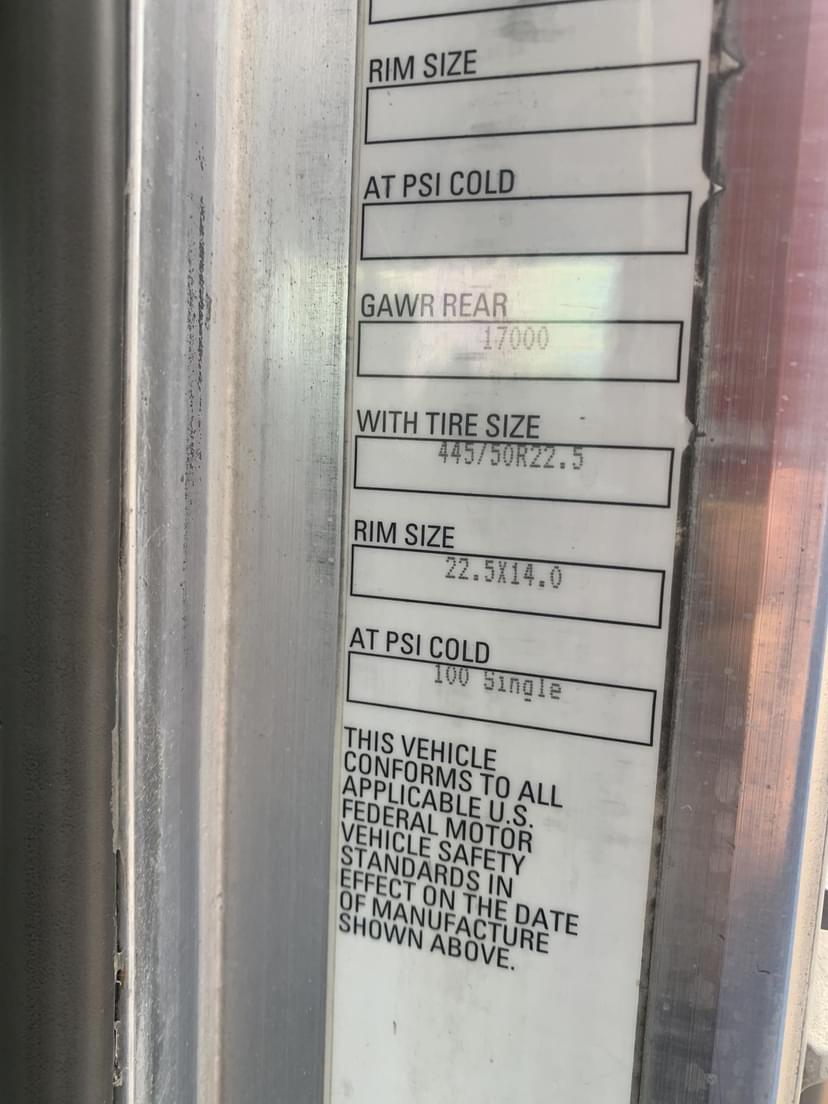 RIM SIZE
AT PSI COLD
GAWR REAR
17000
WITH TIRE SIZE
445/50R22.5
RIM SIZE
22.5X14.0
AT PSI COLD
100 Single
THIS VEHICLE
CONFORMS TO ALL
APPLICABLE U.S.
FEDERAL MOTOR
VEHICLE SAFETY
STANDARDS IN
EFFECT ON THE DATE
OF MANUFACTURE
SHOWN ABOVE.